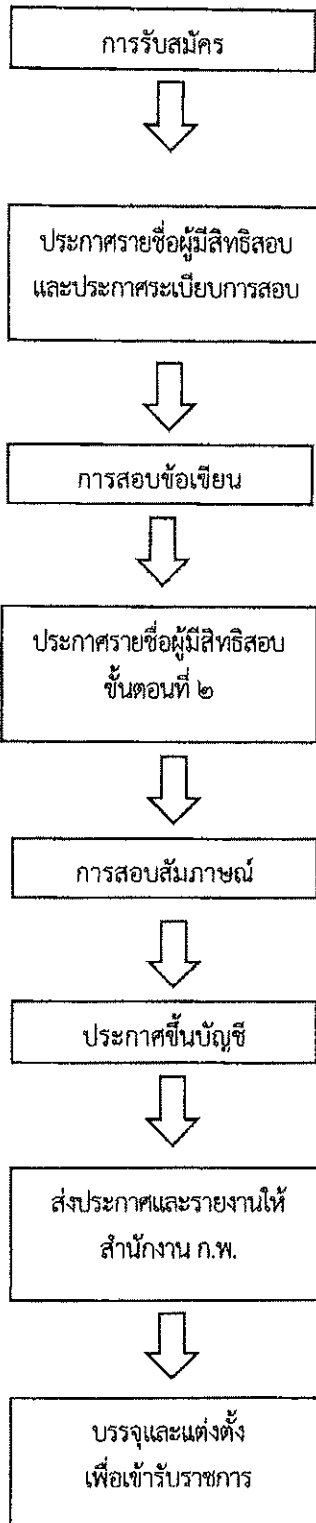 การรับสมัคร
ประกาศรายชื่อผู้มีสิทธิสอบ
และประกาศระเบียบการสอบ
การสอบข้อเขียน
ประกาศรายชื่อผู้มีสิทธิสอบ
ขั้นตอนที่ ๒
การสอบสัมภาษณ์
ประกาศขึ้นบัญชี
ส่งประกาศและรายงานให้
สำนักงาน ก.พ.
บรรจุและแต่งตั้ง
เพื่อเข้ารับราชการ